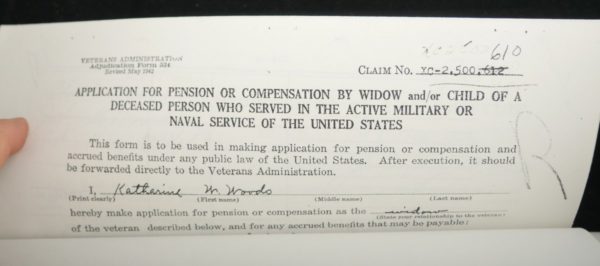 610
VETERANS ADMINISTRATION
Adjudication Form 534
Revised May 1942
CLAIM No. XC-2,500,612
APPLICATION FOR PENSION OR COMPENSATION BY WIDOW and/or CHILD OF A
DECEASED PERSON WHO SERVED IN THE ACTIVE MILITARY OR
NAVAL SERVICE OF THE UNITED STATES
This form is to be used in making application for pension or compensation and
accrued benefits under any public law of the United States. After execution, it should
be forwarded directly to the Veterans Administration.
I, Katharine M. Woods
(Print clearly) (First name) (Middle name) (Last name)
hereby make application for pension or compensation as the widow
(State your relationship to the veteran)
of the veteran described below, and for any accrued benefits that may be payable: